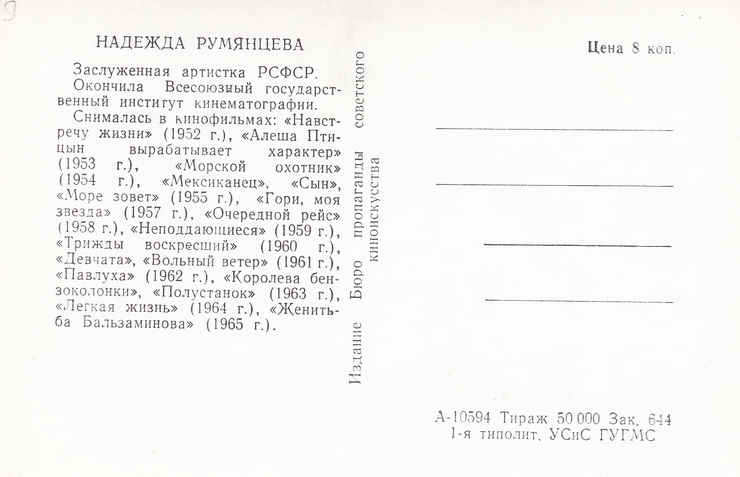 НАДЕЖДА РУМЯНЦЕВА
Заслуженная артистка РСФСР.
Окончила Всесоюзный государст-
венный институт кинематографии.
Снималась в кинофильмах: «Навст-
речу жизни» (1952 г.), «Алеша Пти-
цын вырабатывает характер»
(1953 г.), «Морской охотник»
(1954 г.), «Мексиканец», «Сын»,
«Море зовет» (1955 г.), «Гори, моя
звезда» (1957 г.), «Очередной рейс»
(1958 г.), «Неподдающиеся» (1959 г.),
«Трижды воскресший» (1960 г.),
«Девчата», «Вольный ветер» (1961 г.),
«Павлуха» (1962 г.), «Королева бен-
зоколонки», «Полустанок» (1963 г.),
«Легкая жизнь» (1964 г.), «Женить-
ба Бальзаминова» (1965 г.).
Издание Бюро пропаганды советского
киноискусства
Цена 8 коп.
А-10594 Тираж 50 000 Зак. 644
1-я типолит. УСиС ГУГМС